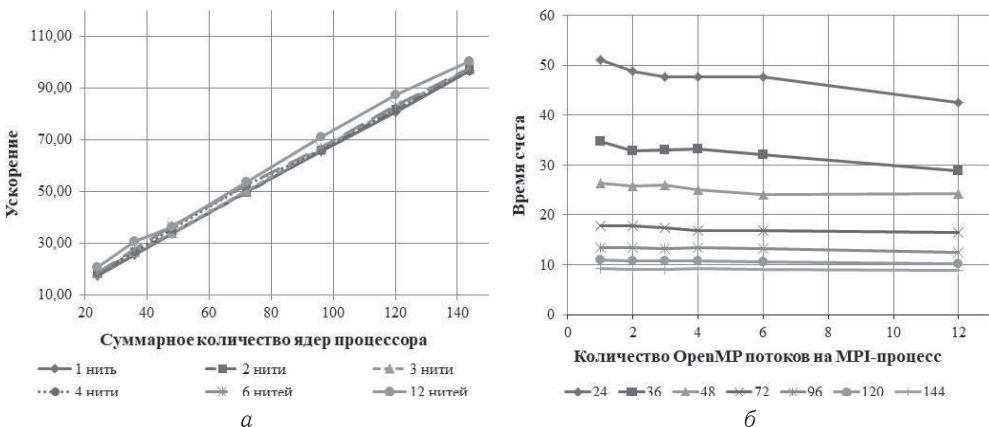 Ускорение
110,00
90,00
70,00
50,00
30,00
10,00
20 40 60 80 100 120 140
Суммарное количество ядер процессора
1 нить 2 нити 3 нити
4 нити 6 нитей 12 нитей
а
Время счета
60
50
40
30
20
10
0
0 2 4 6 8 10 12
Количество OpenMP потоков на MPI-процесс
24 36 48 72 96 120 144
б